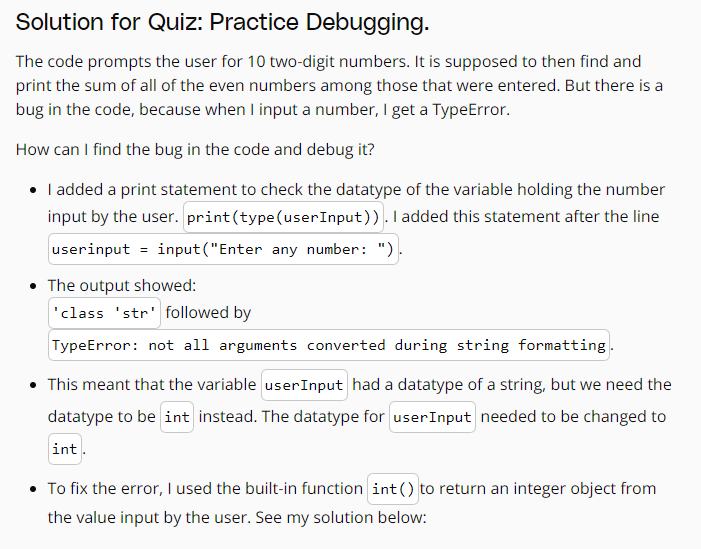 Solution for Quiz: Practice Debugging.
The code prompts the user for 10 two-digit numbers. It is supposed to then find and
print the sum of all of the even numbers among those that were entered. But there is a
bug in the code, because when I input a number, I get a TypeError.
How can I find the bug in the code and debug it?
• I added a print statement to check the datatype of the variable holding the number
input by the user. print(type(userInput)). I added this statement after the line
userinput = input("Enter any number: ").
• The output showed:
'class 'str' followed by
TypeError: not all arguments converted during string formatting.
• This meant that the variable userInput had a datatype of a string, but we need the
datatype to be int instead. The datatype for userInput needed to be changed to
int.
• To fix the error, I used the built-in function int() to return an integer object from
the value input by the user. See my solution below: